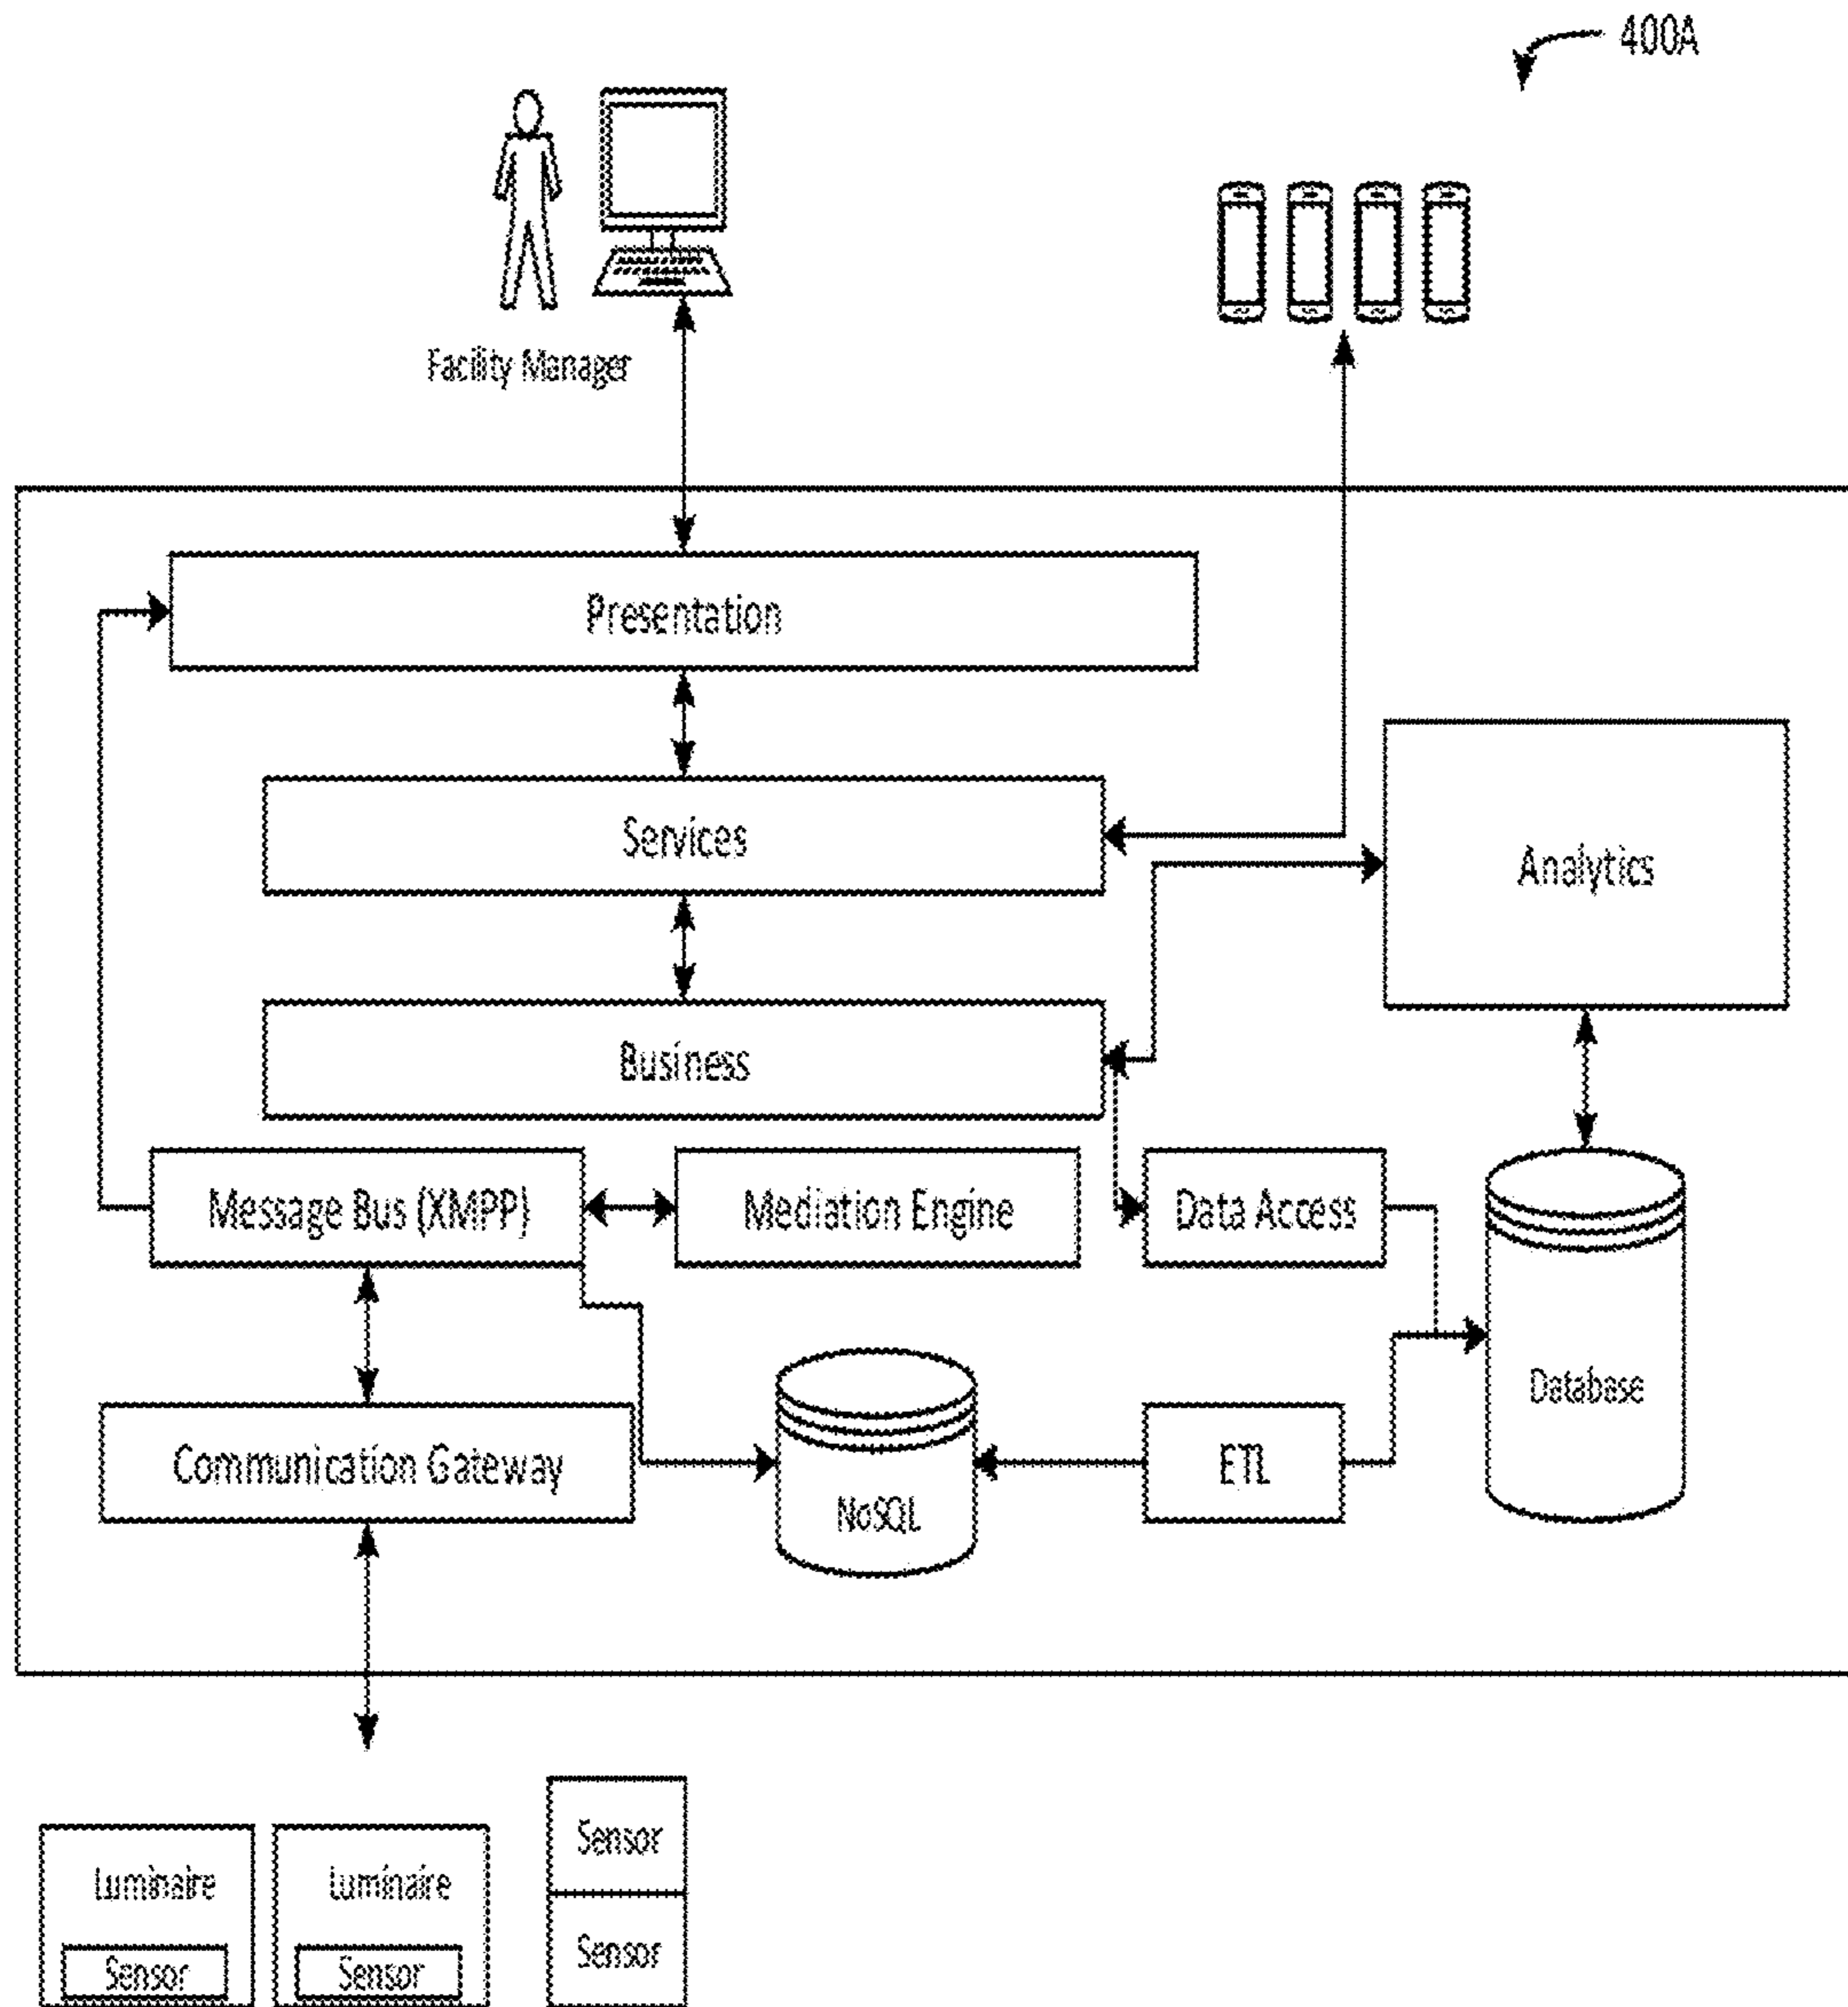 400A
Facility Manager
Presentation
Services
Analytics
Business
Message Bus (XMPP)
Mediation Engine
Data Access
Database
Communication Gateway
NoSQL
ETL
Sensor
Luminaire
Luminaire
Sensor
Sensor
Sensor